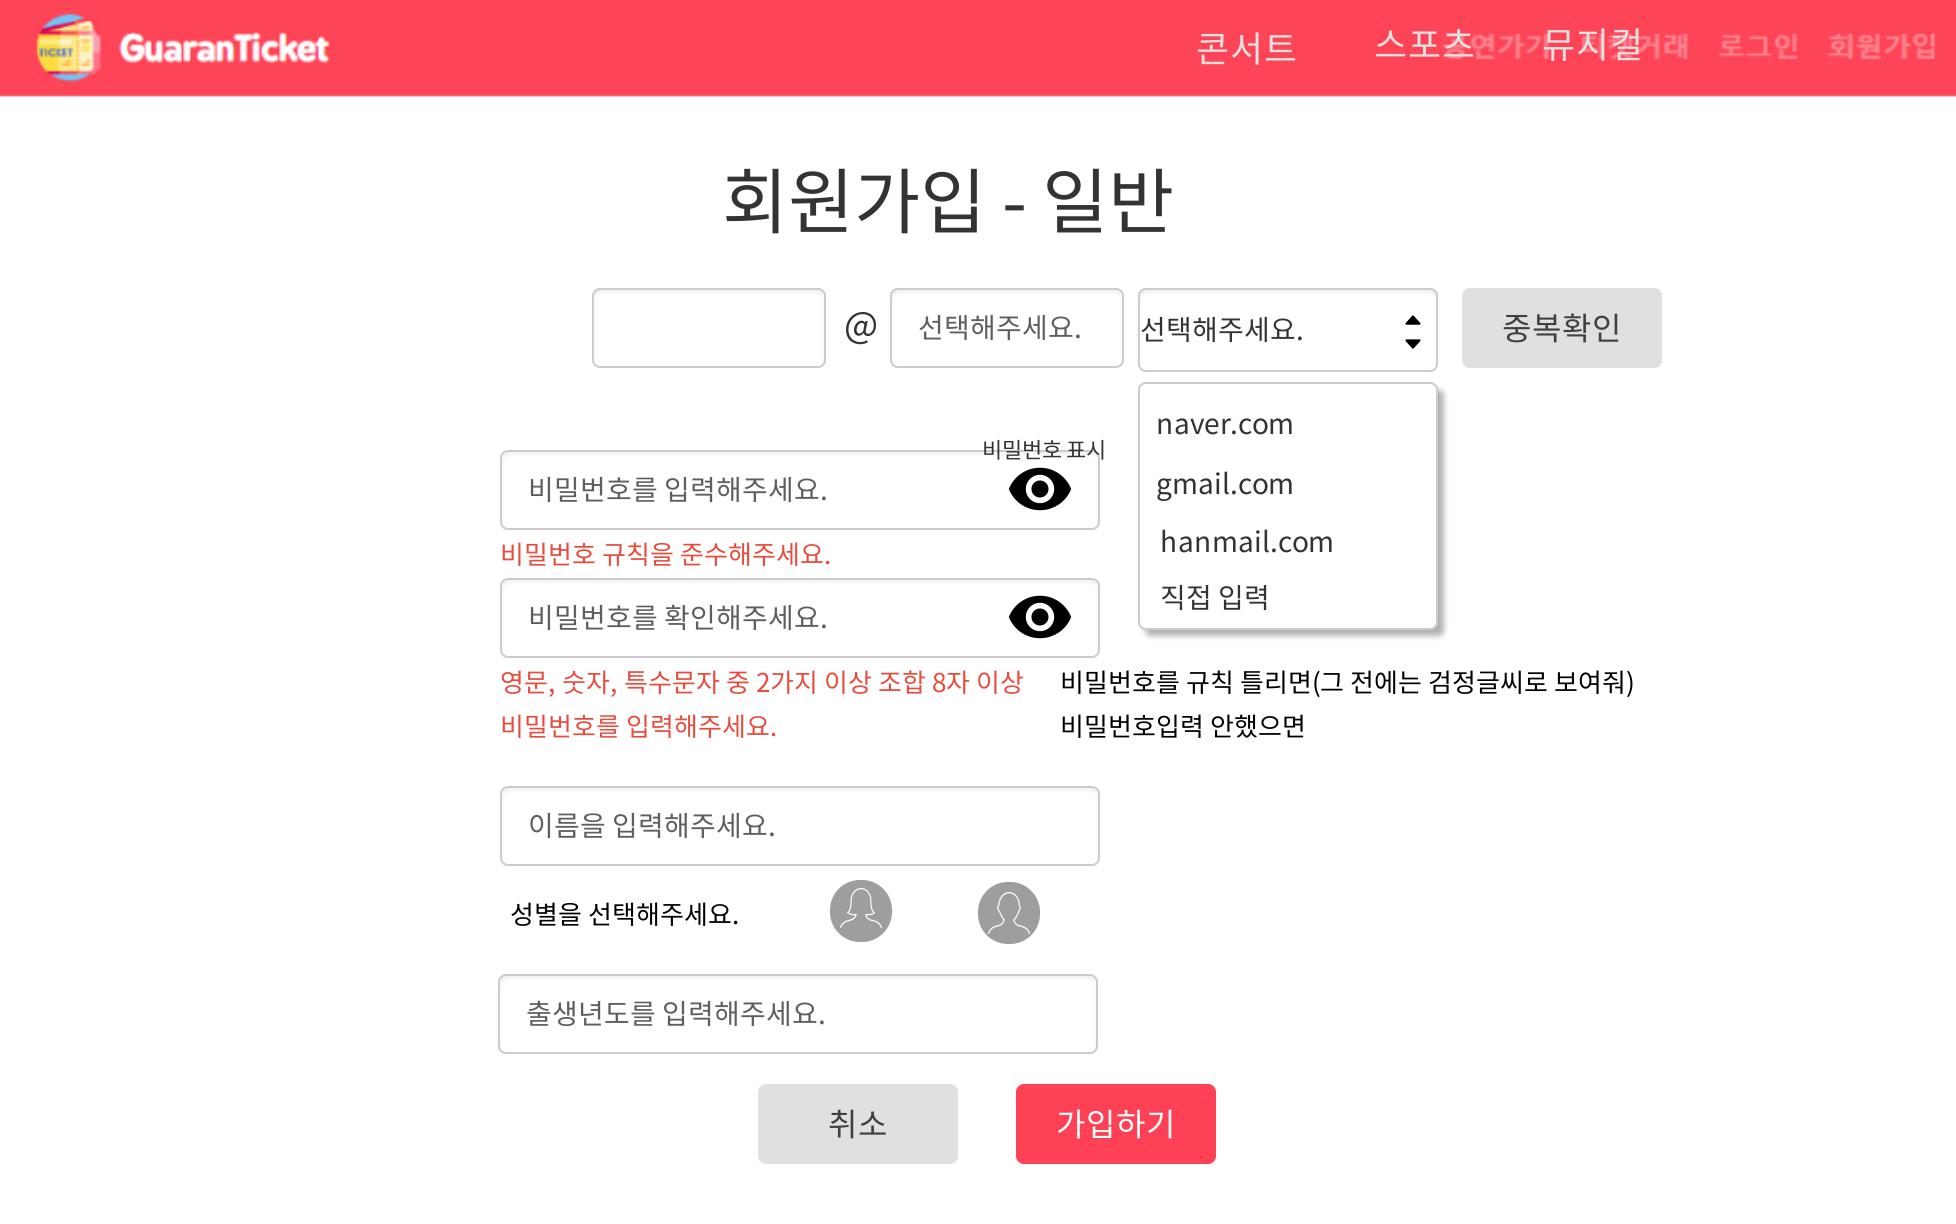 TICKET GuaranTicket 콘서트 스포츠 뮤지컬 거래 로그인 회원가입
회원가입 - 일반
@ 선택해주세요. 선택해주세요. 중복확인
naver.com
gmail.com
hanmail.com
직접 입력
비밀번호 표시
비밀번호를 입력해주세요.
비밀번호 규칙을 준수해주세요.
비밀번호를 확인해주세요.
영문, 숫자, 특수문자 중 2가지 이상 조합 8자 이상 비밀번호를 규칙 틀리면(그 전에는 검정글씨로 보여줘)
비밀번호를 입력해주세요. 비밀번호입력 안했으면
이름을 입력해주세요.
성별을 선택해주세요.
출생년도를 입력해주세요.
취소 가입하기